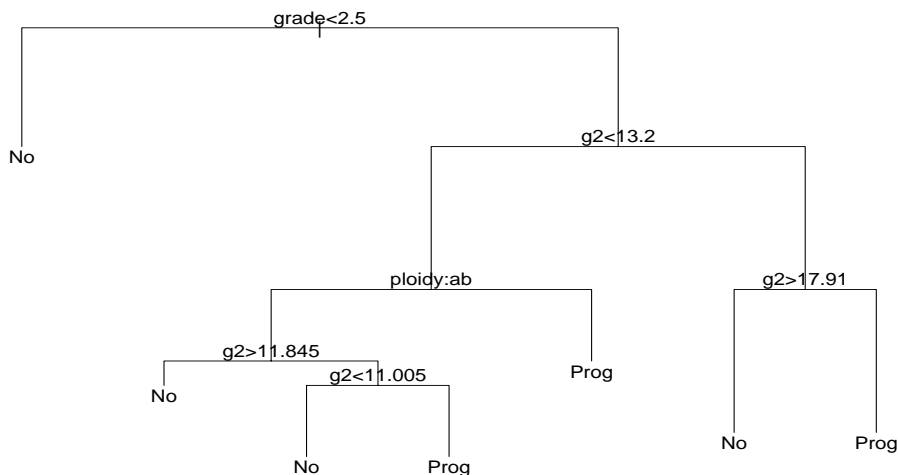 grade<2.5
g2<13.2
No
ploidy:ab
g2>17.91
g2>11.845
g2<11.005
Prog
No
No
Prog
No
Prog